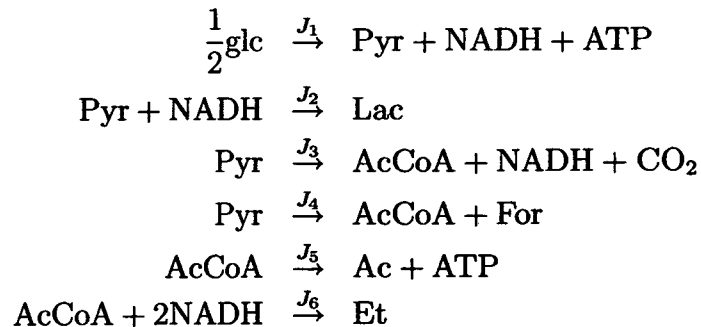 ½glc J₁→ Pyr + NADH + ATP
Pyr + NADH J₂→ Lac
Pyr J₃→ AcCoA + NADH + CO₂
Pyr J₄→ AcCoA + For
AcCoA J₅→ Ac + ATP
AcCoA + 2NADH J₆→ Et